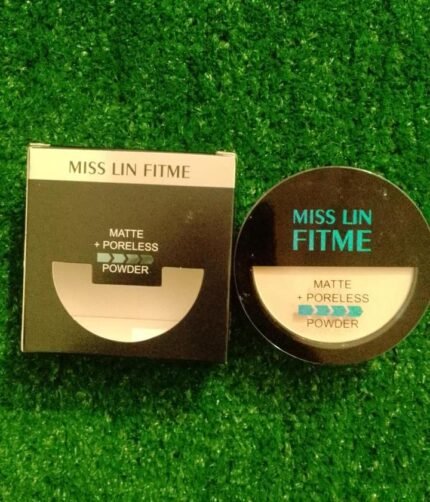 MISS LIN FITME
MATTE
+ PORELESS
POWDER
MISS LIN
FITME
MATTE
+ PORELESS
POWDER